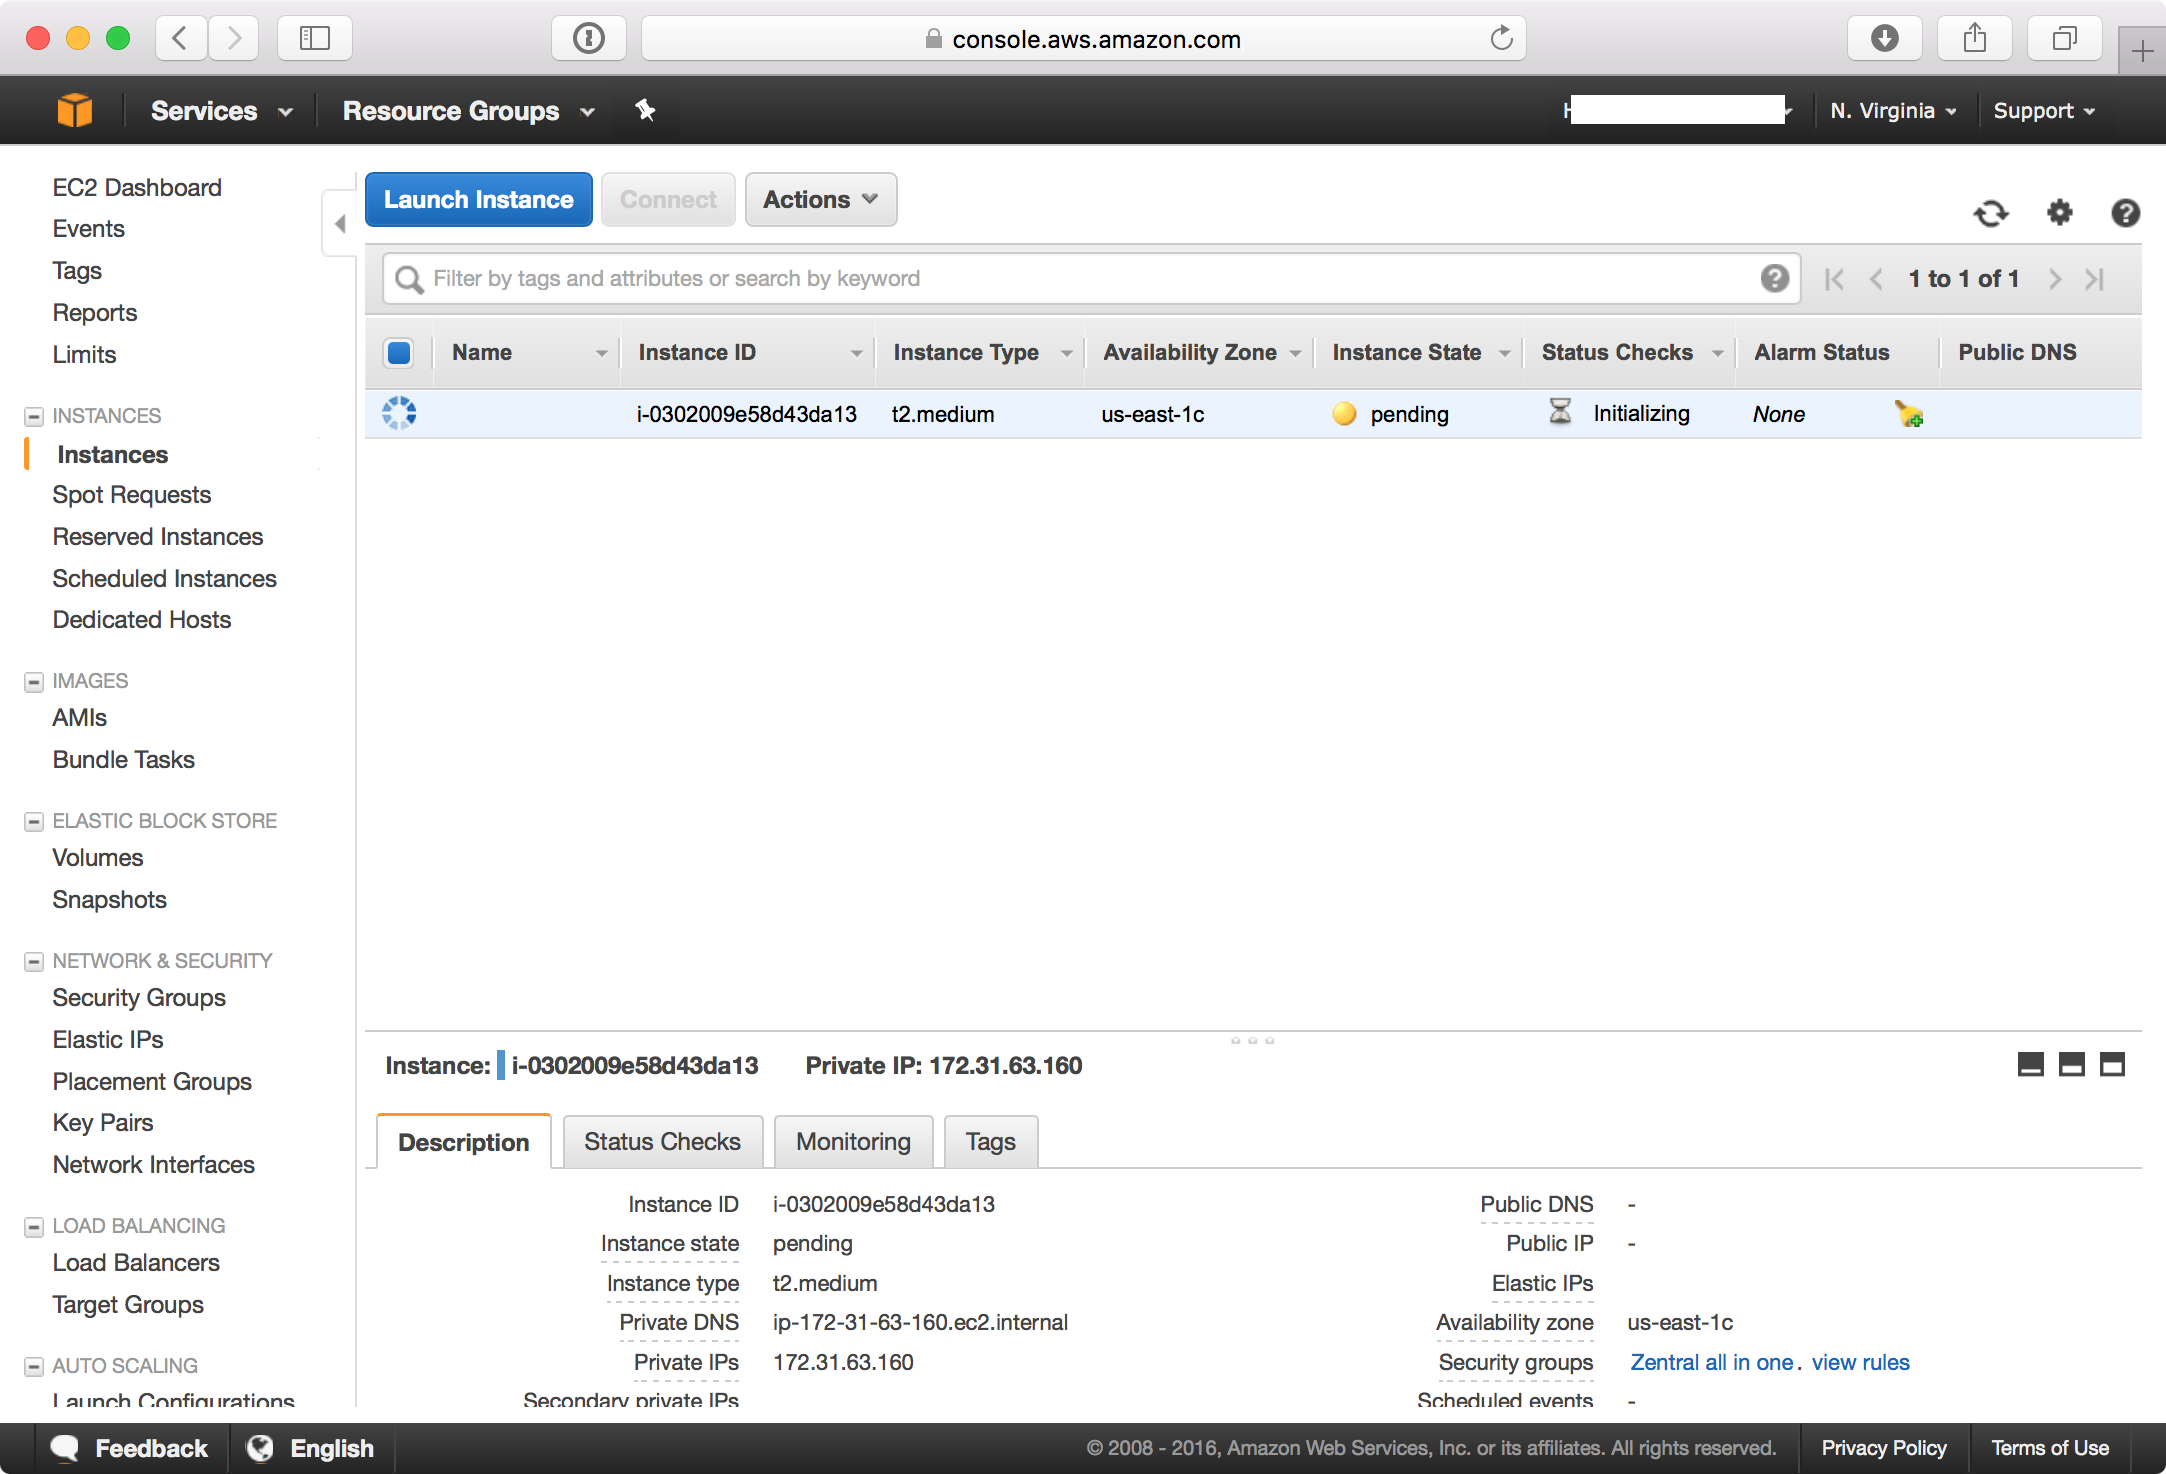 console.aws.amazon.com
Services Resource Groups N. Virginia Support
EC2 Dashboard
Events
Tags
Reports
Limits
INSTANCES
Instances
Spot Requests
Reserved Instances
Scheduled Instances
Dedicated Hosts
IMAGES
AMIs
Bundle Tasks
ELASTIC BLOCK STORE
Volumes
Snapshots
NETWORK & SECURITY
Security Groups
Elastic IPs
Placement Groups
Key Pairs
Network Interfaces
LOAD BALANCING
Load Balancers
Target Groups
AUTO SCALING
Launch Configurations
Launch Instance Connect Actions
Filter by tags and attributes or search by keyword 1 to 1 of 1
Name Instance ID Instance Type Availability Zone Instance State Status Checks Alarm Status Public DNS
i-0302009e58d43da13 t2.medium us-east-1c pending Initializing None
Instance: i-0302009e58d43da13 Private IP: 172.31.63.160
Description Status Checks Monitoring Tags
Instance ID i-0302009e58d43da13 Public DNS -
Instance state pending Public IP -
Instance type t2.medium Elastic IPs
Private DNS ip-172-31-63-160.ec2.internal Availability zone us-east-1c
Private IPs 172.31.63.160 Security groups Zentral all in one. view rules
Secondary private IPs Scheduled events -
Feedback English © 2008 - 2016, Amazon Web Services, Inc. or its affiliates. All rights reserved. Privacy Policy Terms of Use